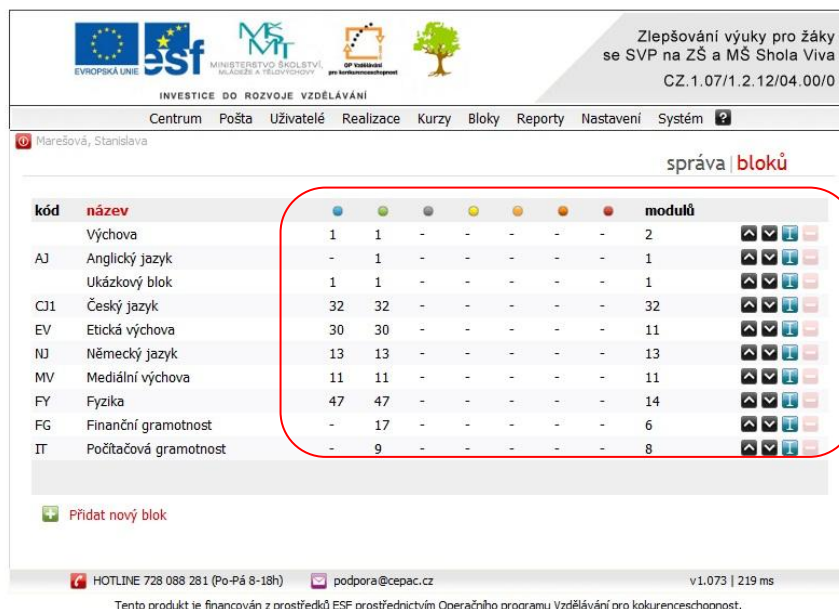 EVROPSKÁ UNIE
esf
MŠMT
MINISTERSTVO ŠKOLSTVÍ,
MLÁDEŽE A TĚLOVÝCHOVY
OP Vzdělávání
pro konkurenceschopnost
INVESTICE DO ROZVOJE VZDĚLÁVÁNÍ
Zlepšování výuky pro žáky
se SVP na ZŠ a MŠ Shola Viva
CZ.1.07/1.2.12/04.00/0
Centrum Pošta Uživatelé Realizace Kurzy Bloky Reporty Nastavení Systém ?
Marešová, Stanislava
správa | bloků
kód název modulů
Výchova 1 1 - - - - - 2
AJ Anglický jazyk - 1 - - - - - 1
Ukázkový blok 1 1 - - - - - 1
CJ1 Český jazyk 32 32 - - - - - 32
EV Etická výchova 30 30 - - - - - 11
NJ Německý jazyk 13 13 - - - - - 13
MV Mediální výchova 11 11 - - - - - 11
FY Fyzika 47 47 - - - - - 14
FG Finanční gramotnost - 17 - - - - - 6
IT Počítačová gramotnost - 9 - - - - - 8
Přidat nový blok
HOTLINE 728 088 281 (Po-Pá 8-18h) podpora@cepac.cz v1.073 | 219 ms
Tento produkt je financován z prostředků ESF prostřednictvím Operačního programu Vzdělávání pro kokurenceschopnost.